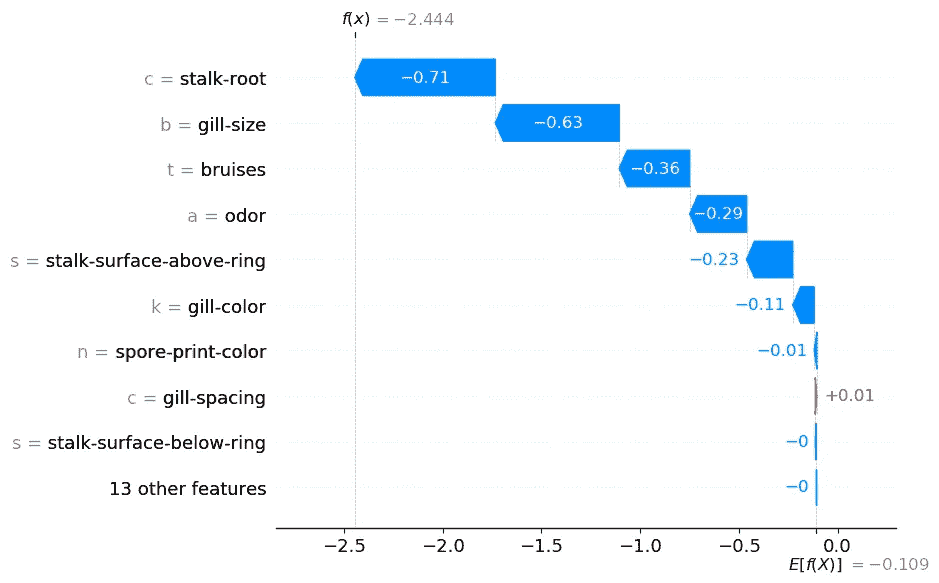 f(x) = −2.444
c = stalk-root −0.71
b = gill-size −0.63
t = bruises −0.36
a = odor −0.29
s = stalk-surface-above-ring −0.23
k = gill-color −0.11
n = spore-print-color −0.01
c = gill-spacing +0.01
s = stalk-surface-below-ring −0
13 other features −0
−2.5 −2.0 −1.5 −1.0 −0.5 0.0
E[f(X)] = −0.109